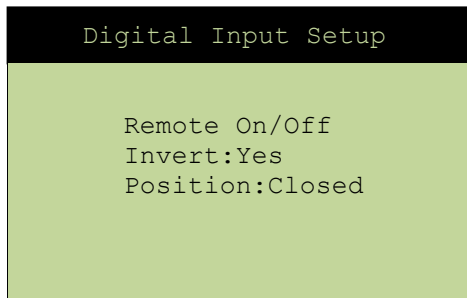 Digital Input Setup
Remote On/Off
Invert:Yes
Position:Closed